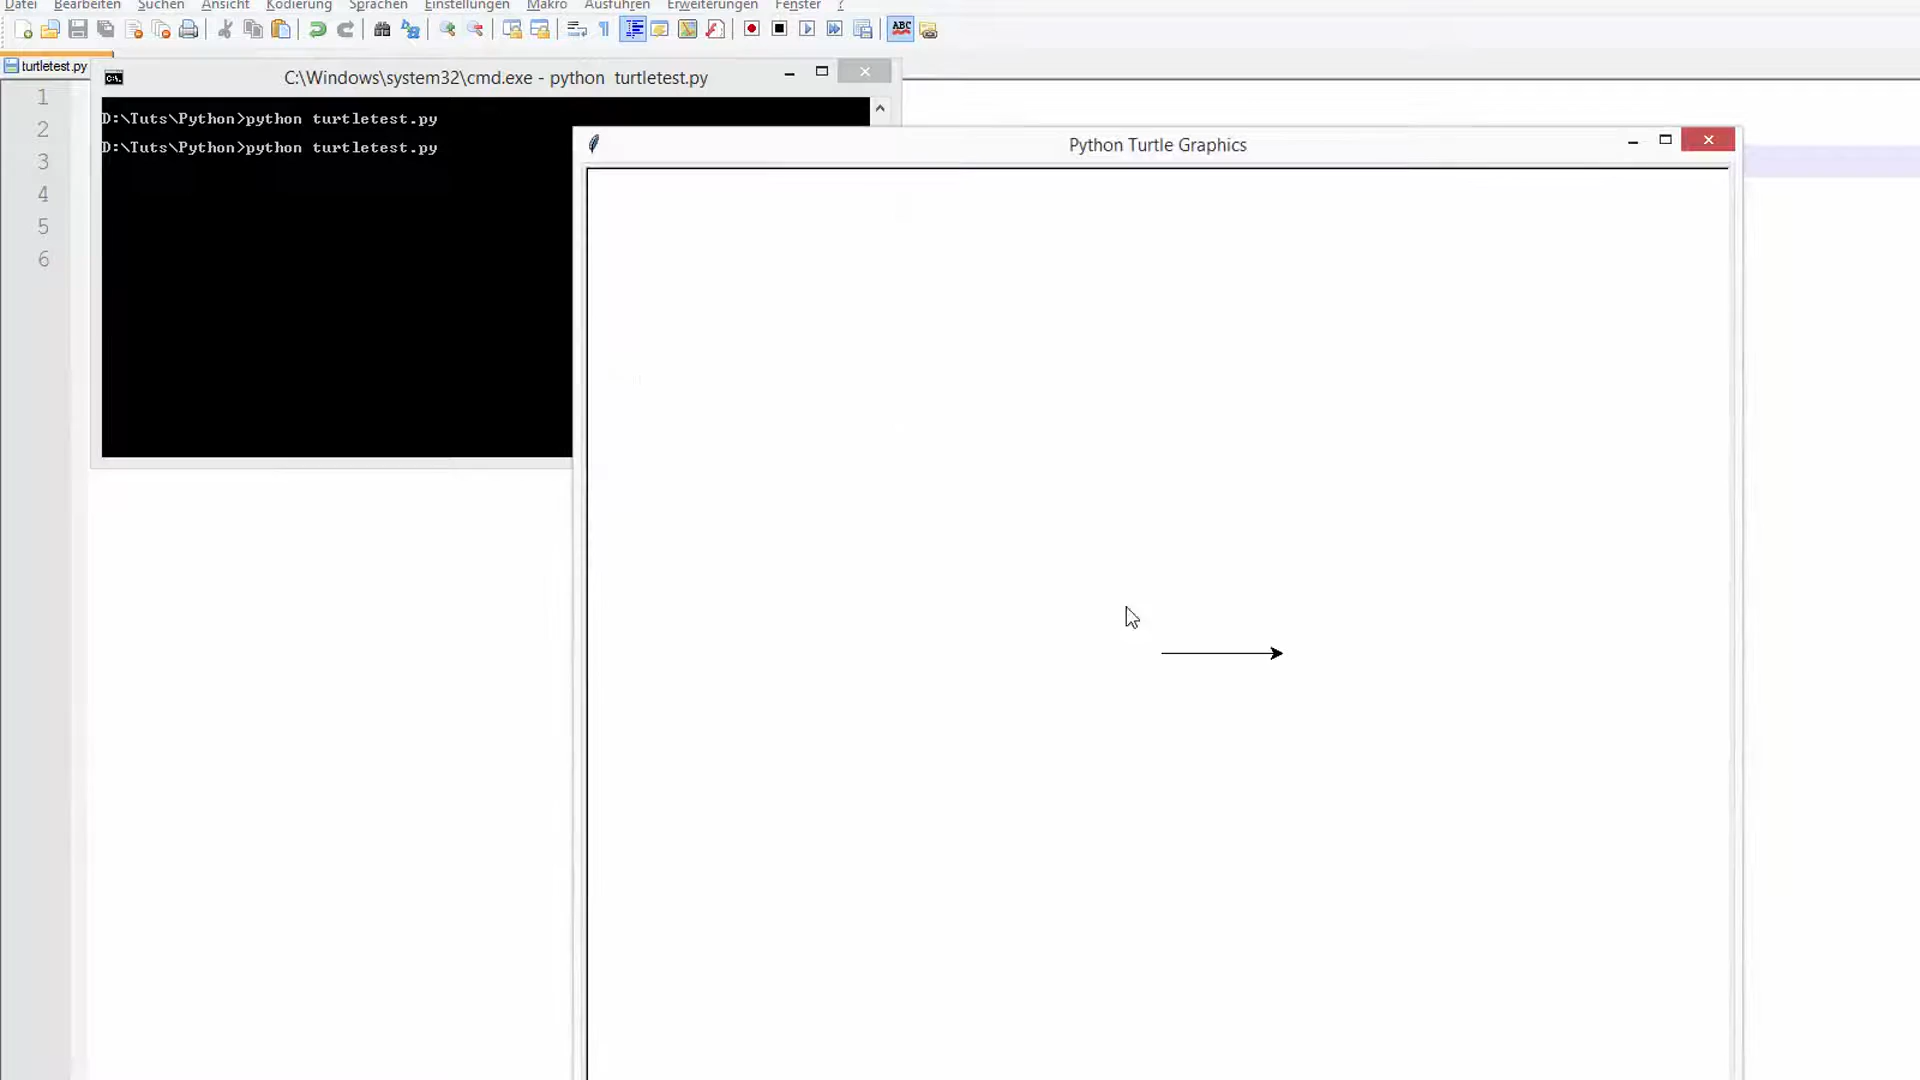 Datei Bearbeiten Suchen Ansicht Kodierung Sprachen Einstellungen Makro Ausführen Erweiterungen Fenster ?
ABC
turtletest.py
C:\Windows\system32\cmd.exe - python turtletest.py
D:\Tuts\Python>python turtletest.py
D:\Tuts\Python>python turtletest.py
Python Turtle Graphics
1
2
3
4
5
6